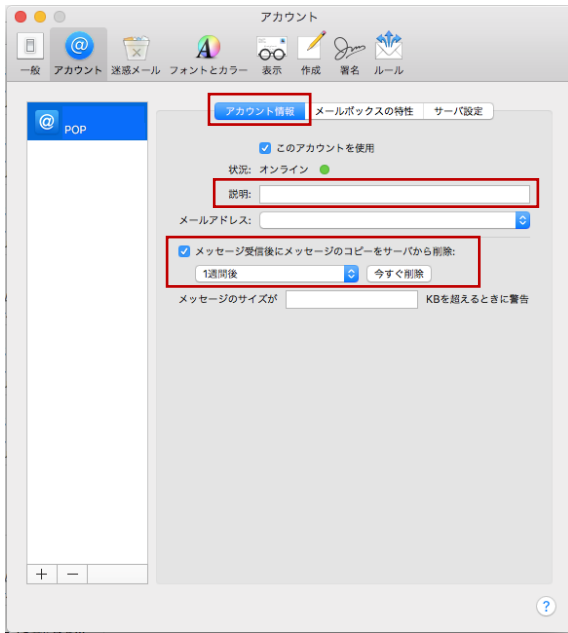 アカウント
一般 アカウント 迷惑メール フォントとカラー 表示 作成 署名 ルール
@ POP
アカウント情報 メールボックスの特性 サーバ設定
このアカウントを使用
状況: オンライン
説明:
メールアドレス:
メッセージ受信後にメッセージのコピーをサーバから削除:
1週間後 今すぐ削除
メッセージのサイズが KBを超えるときに警告
+ −
?